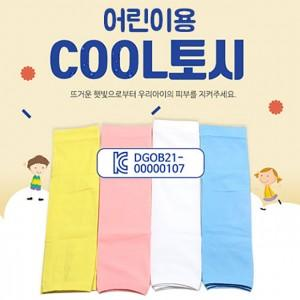 어린이용
COOL토시
뜨거운 햇빛으로부터 우리아이의 피부를 지켜주세요.
DGOB21-
00000107